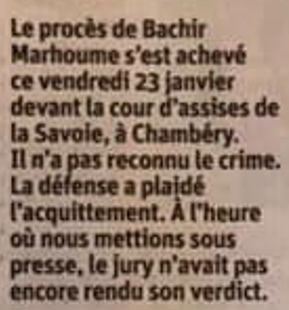 Le procès de Bachir
Marhoume s'est achevé
ce vendredi 23 janvier
devant la cour d'assises de
la Savoie, à Chambéry.
Il n'a pas reconnu le crime.
La défense a plaidé
l'acquittement. À l'heure
où nous mettions sous
presse, le jury n'avait pas
encore rendu son verdict.